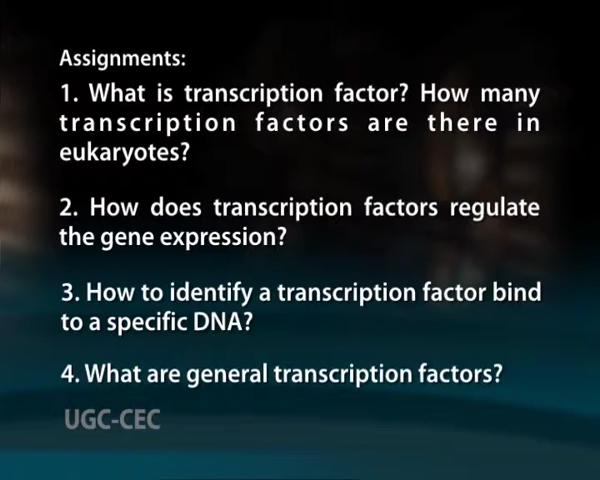 Assignments:
1. What is transcription factor? How many
transcription factors are there in
eukaryotes?
2. How does transcription factors regulate
the gene expression?
3. How to identify a transcription factor bind
to a specific DNA?
4. What are general transcription factors?
UGC-CEC